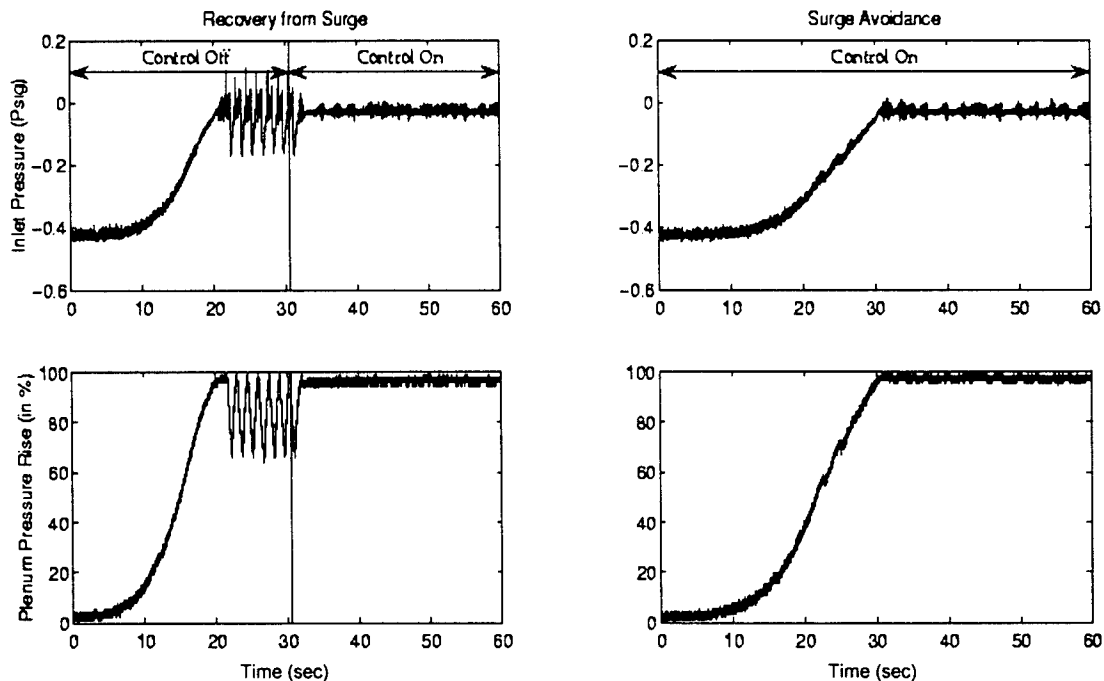 Recovery from Surge
Surge Avoidance
Control Off
Control On
Control On
Inlet Pressure (Psig)
0.2
0
−0.2
−0.4
−0.6
0 10 20 30 40 50 60
0.2
0
−0.2
−0.4
−0.6
0 10 20 30 40 50 60
Plenum Pressure Rise (in %)
100
80
60
40
20
0
0 10 20 30 40 50 60
Time (sec)
100
80
60
40
20
0
0 10 20 30 40 50 60
Time (sec)